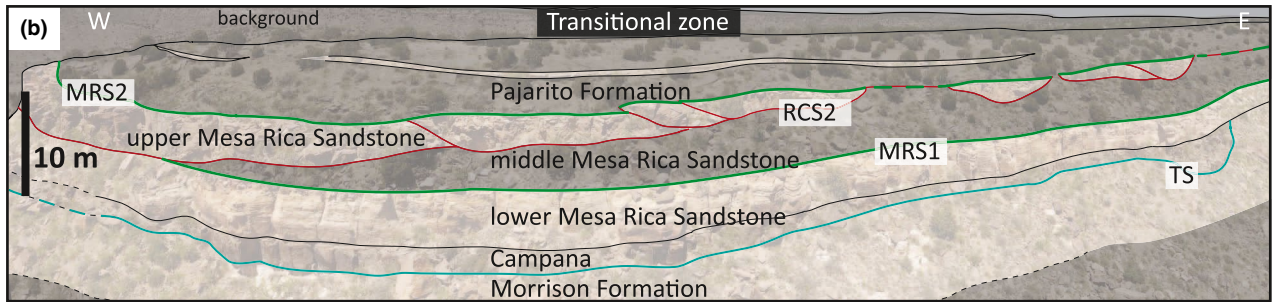 (b)
W
background
Transitional zone
E
MRS2
Pajarito Formation
RCS2
upper Mesa Rica Sandstone
10 m
middle Mesa Rica Sandstone
MRS1
TS
lower Mesa Rica Sandstone
Campana
Morrison Formation